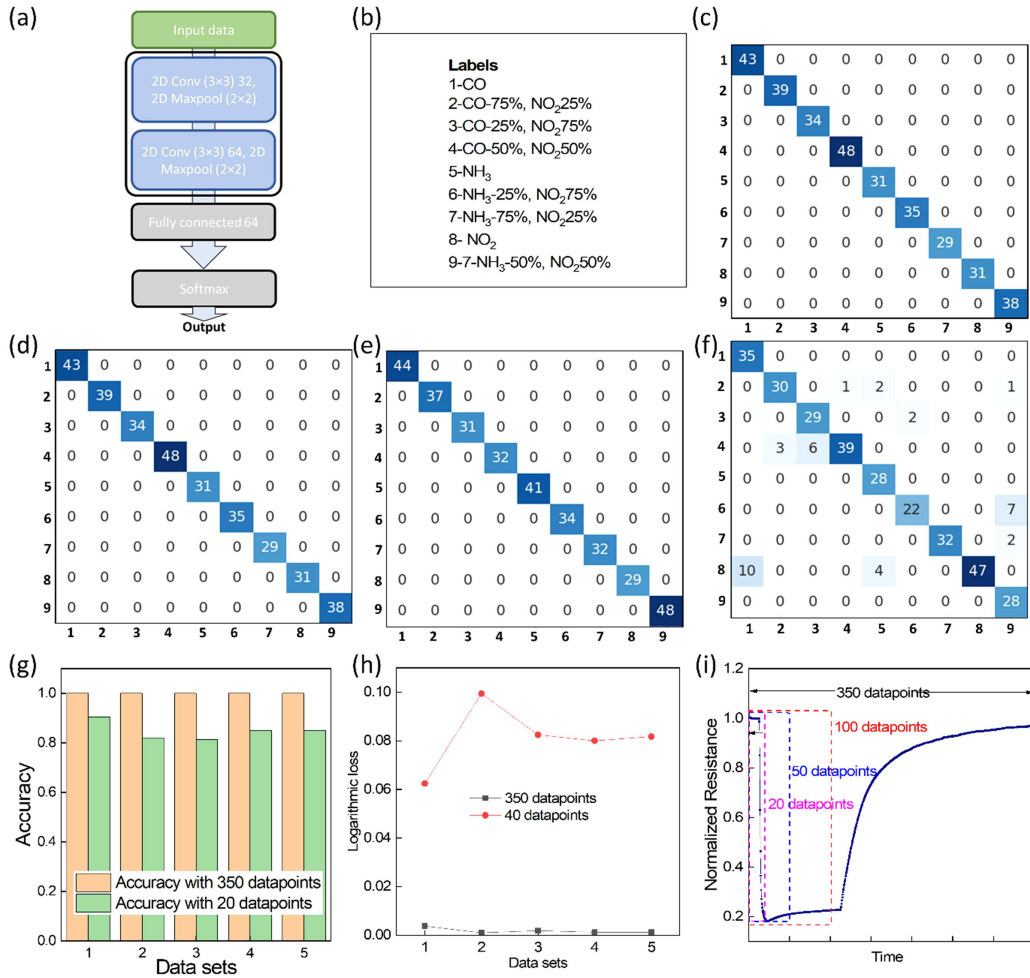 (a)
Input data
2D Conv (3×3) 32,
2D Maxpool (2×2)
2D Conv (3×3) 64, 2D
Maxpool (2×2)
Fully connected 64
Softmax
Output
(b)
Labels
1-CO
2-CO-75%, NO₂25%
3-CO-25%, NO₂75%
4-CO-50%, NO₂50%
5-NH₃
6-NH₃-25%, NO₂75%
7-NH₃-75%, NO₂25%
8- NO₂
9-7-NH₃-50%, NO₂50%
(c)
1 43 0 0 0 0 0 0 0 0
2 0 39 0 0 0 0 0 0 0
3 0 0 34 0 0 0 0 0 0
4 0 0 0 48 0 0 0 0 0
5 0 0 0 0 31 0 0 0 0
6 0 0 0 0 0 35 0 0 0
7 0 0 0 0 0 0 29 0 0
8 0 0 0 0 0 0 0 31 0
9 0 0 0 0 0 0 0 0 38
1 2 3 4 5 6 7 8 9
(d)
1 43 0 0 0 0 0 0 0 0
2 0 39 0 0 0 0 0 0 0
3 0 0 34 0 0 0 0 0 0
4 0 0 0 48 0 0 0 0 0
5 0 0 0 0 31 0 0 0 0
6 0 0 0 0 0 35 0 0 0
7 0 0 0 0 0 0 29 0 0
8 0 0 0 0 0 0 0 31 0
9 0 0 0 0 0 0 0 0 38
1 2 3 4 5 6 7 8 9
(e)
1 44 0 0 0 0 0 0 0 0
2 0 37 0 0 0 0 0 0 0
3 0 0 31 0 0 0 0 0 0
4 0 0 0 32 0 0 0 0 0
5 0 0 0 0 41 0 0 0 0
6 0 0 0 0 0 34 0 0 0
7 0 0 0 0 0 0 32 0 0
8 0 0 0 0 0 0 0 29 0
9 0 0 0 0 0 0 0 0 48
1 2 3 4 5 6 7 8 9
(f)
1 35 0 0 0 0 0 0 0 0
2 0 30 0 1 2 0 0 0 1
3 0 0 29 0 0 2 0 0 0
4 0 3 6 39 0 0 0 0 0
5 0 0 0 0 28 0 0 0 0
6 0 0 0 0 0 22 0 0 7
7 0 0 0 0 0 0 32 0 2
8 10 0 0 0 4 0 0 47 0
9 0 0 0 0 0 0 0 0 28
1 2 3 4 5 6 7 8 9
(g)
Accuracy
1.0
0.8
0.6
0.4
0.2
0.0
Accuracy with 350 datapoints
Accuracy with 20 datapoints
1 2 3 4 5
Data sets
(h)
Logarithmic loss
0.10
0.08
0.06
0.04
0.02
0.00
350 datapoints
40 datapoints
1 2 3 4 5
Data sets
(i)
Normalized Resistance
1.2
1.0
0.8
0.6
0.4
0.2
350 datapoints
100 datapoints
50 datapoints
20 datapoints
Time